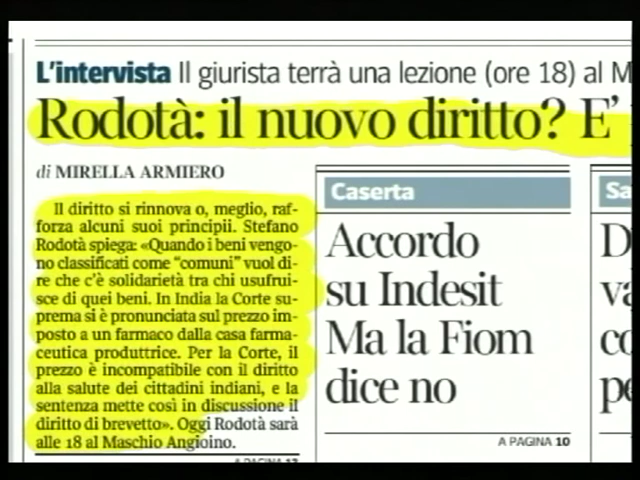 L'intervista Il giurista terrà una lezione (ore 18) al M
Rodotà: il nuovo diritto? E'
di MIRELLA ARMIERO
Il diritto si rinnova o, meglio, raf-
forza alcuni suoi principii. Stefano
Rodotà spiega: «Quando i beni vengo-
no classificati come "comuni" vuol di-
re che c'è solidarietà tra chi usufrui-
sce di quei beni. In India la Corte su-
prema si è pronunciata sul prezzo im-
posto a un farmaco dalla casa farma-
ceutica produttrice. Per la Corte, il
prezzo è incompatibile con il diritto
alla salute dei cittadini indiani, e la
sentenza mette così in discussione il
diritto di brevetto». Oggi Rodotà sarà
alle 18 al Maschio Angioino.
A PAGINA 17
Caserta
Accordo
su Indesit
Ma la Fiom
dice no
A PAGINA 10
Sa
D
va
co
pe